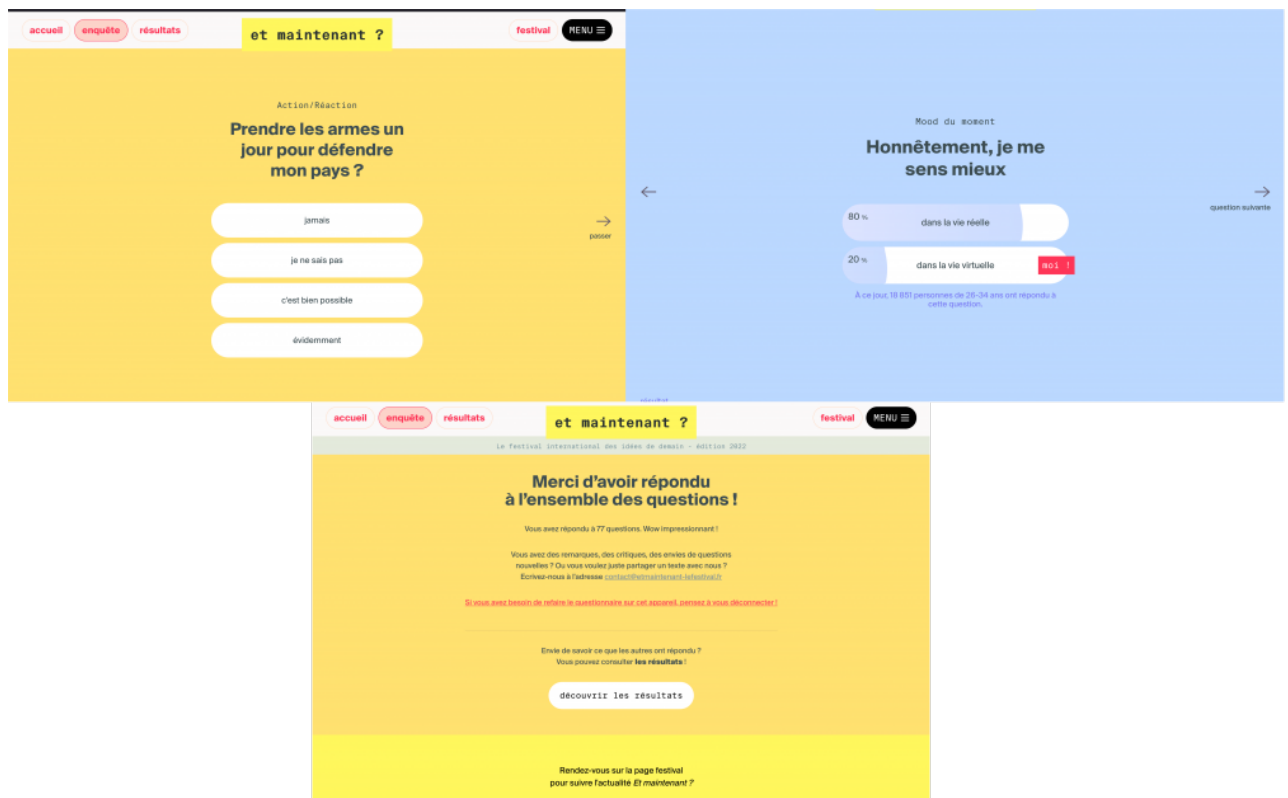 accueil
enquête
résultats
et maintenant ?
festival
MENU
Action/Réaction
Prendre les armes un
jour pour défendre
mon pays ?
jamais
je ne sais pas
c'est bien possible
évidemment
passer
Mood du moment
Honnêtement, je me
sens mieux
80 %
dans la vie réelle
20 %
dans la vie virtuelle
moi !
À ce jour, 18 851 personnes de 26-34 ans ont répondu à
cette question.
question suivante
résultat
accueil
enquête
résultats
et maintenant ?
festival
MENU
Le festival international des idées de demain - édition 2022
Merci d'avoir répondu
à l'ensemble des questions !
Vous avez répondu à 77 questions. Wow impressionnant !
Vous avez des remarques, des critiques, des envies de questions
nouvelles ? Ou vous voulez juste partager un texte avec nous ?
Ecrivez-nous à l'adresse contact@etmaintenant-lefestival.fr
Si vous avez besoin de refaire le questionnaire sur cet appareil, pensez à vous déconnecter !
Envie de savoir ce que les autres ont répondu ?
Vous pouvez consulter les résultats !
découvrir les résultats
Rendez-vous sur la page festival
pour suivre l'actualité Et maintenant ?